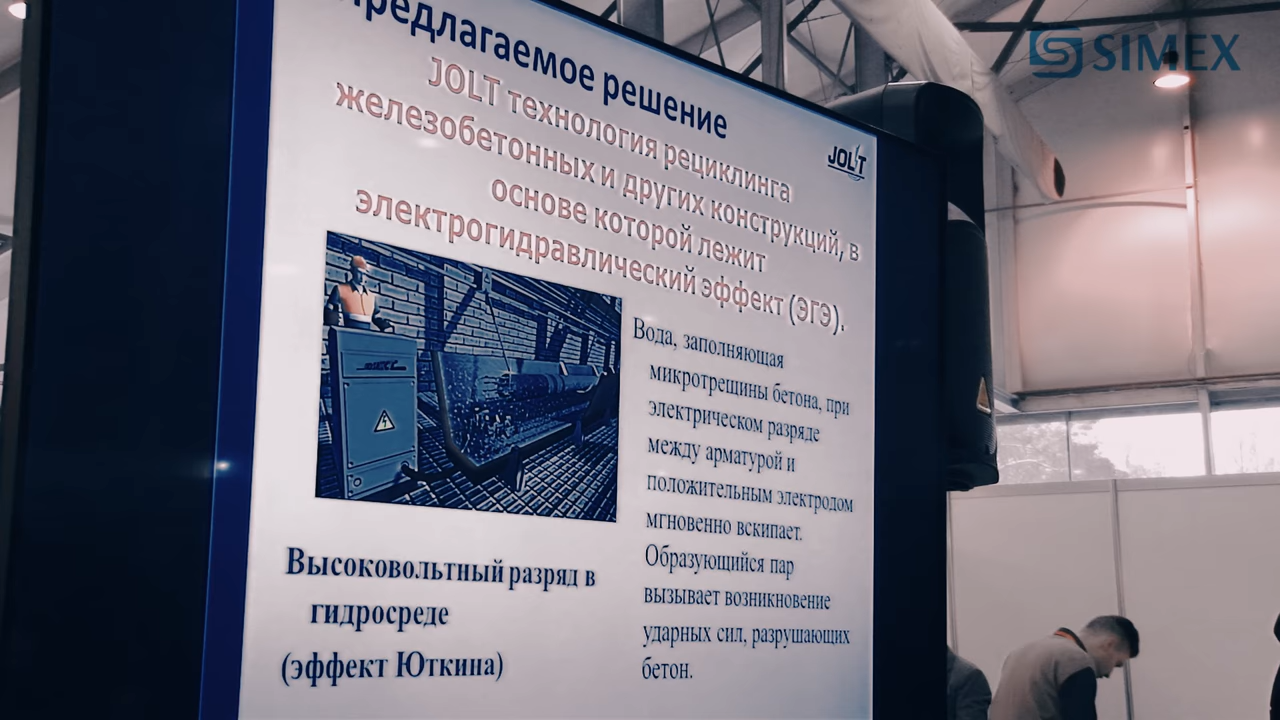 Предлагаемое решение
JOLT технология рециклинга
железобетонных и других конструкций, в
основе которой лежит
электрогидравлический эффект (ЭГЭ).
SIMEX
JOLT
Вода, заполняющая
микротрещины бетона, при
электрическом разряде
между арматурой и
положительным электродом
мгновенно вскипает.
Образующийся пар
вызывает возникновение
ударных сил, разрушающих
бетон.
Высоковольтный разряд в
гидросреде
(эффект Юткина)